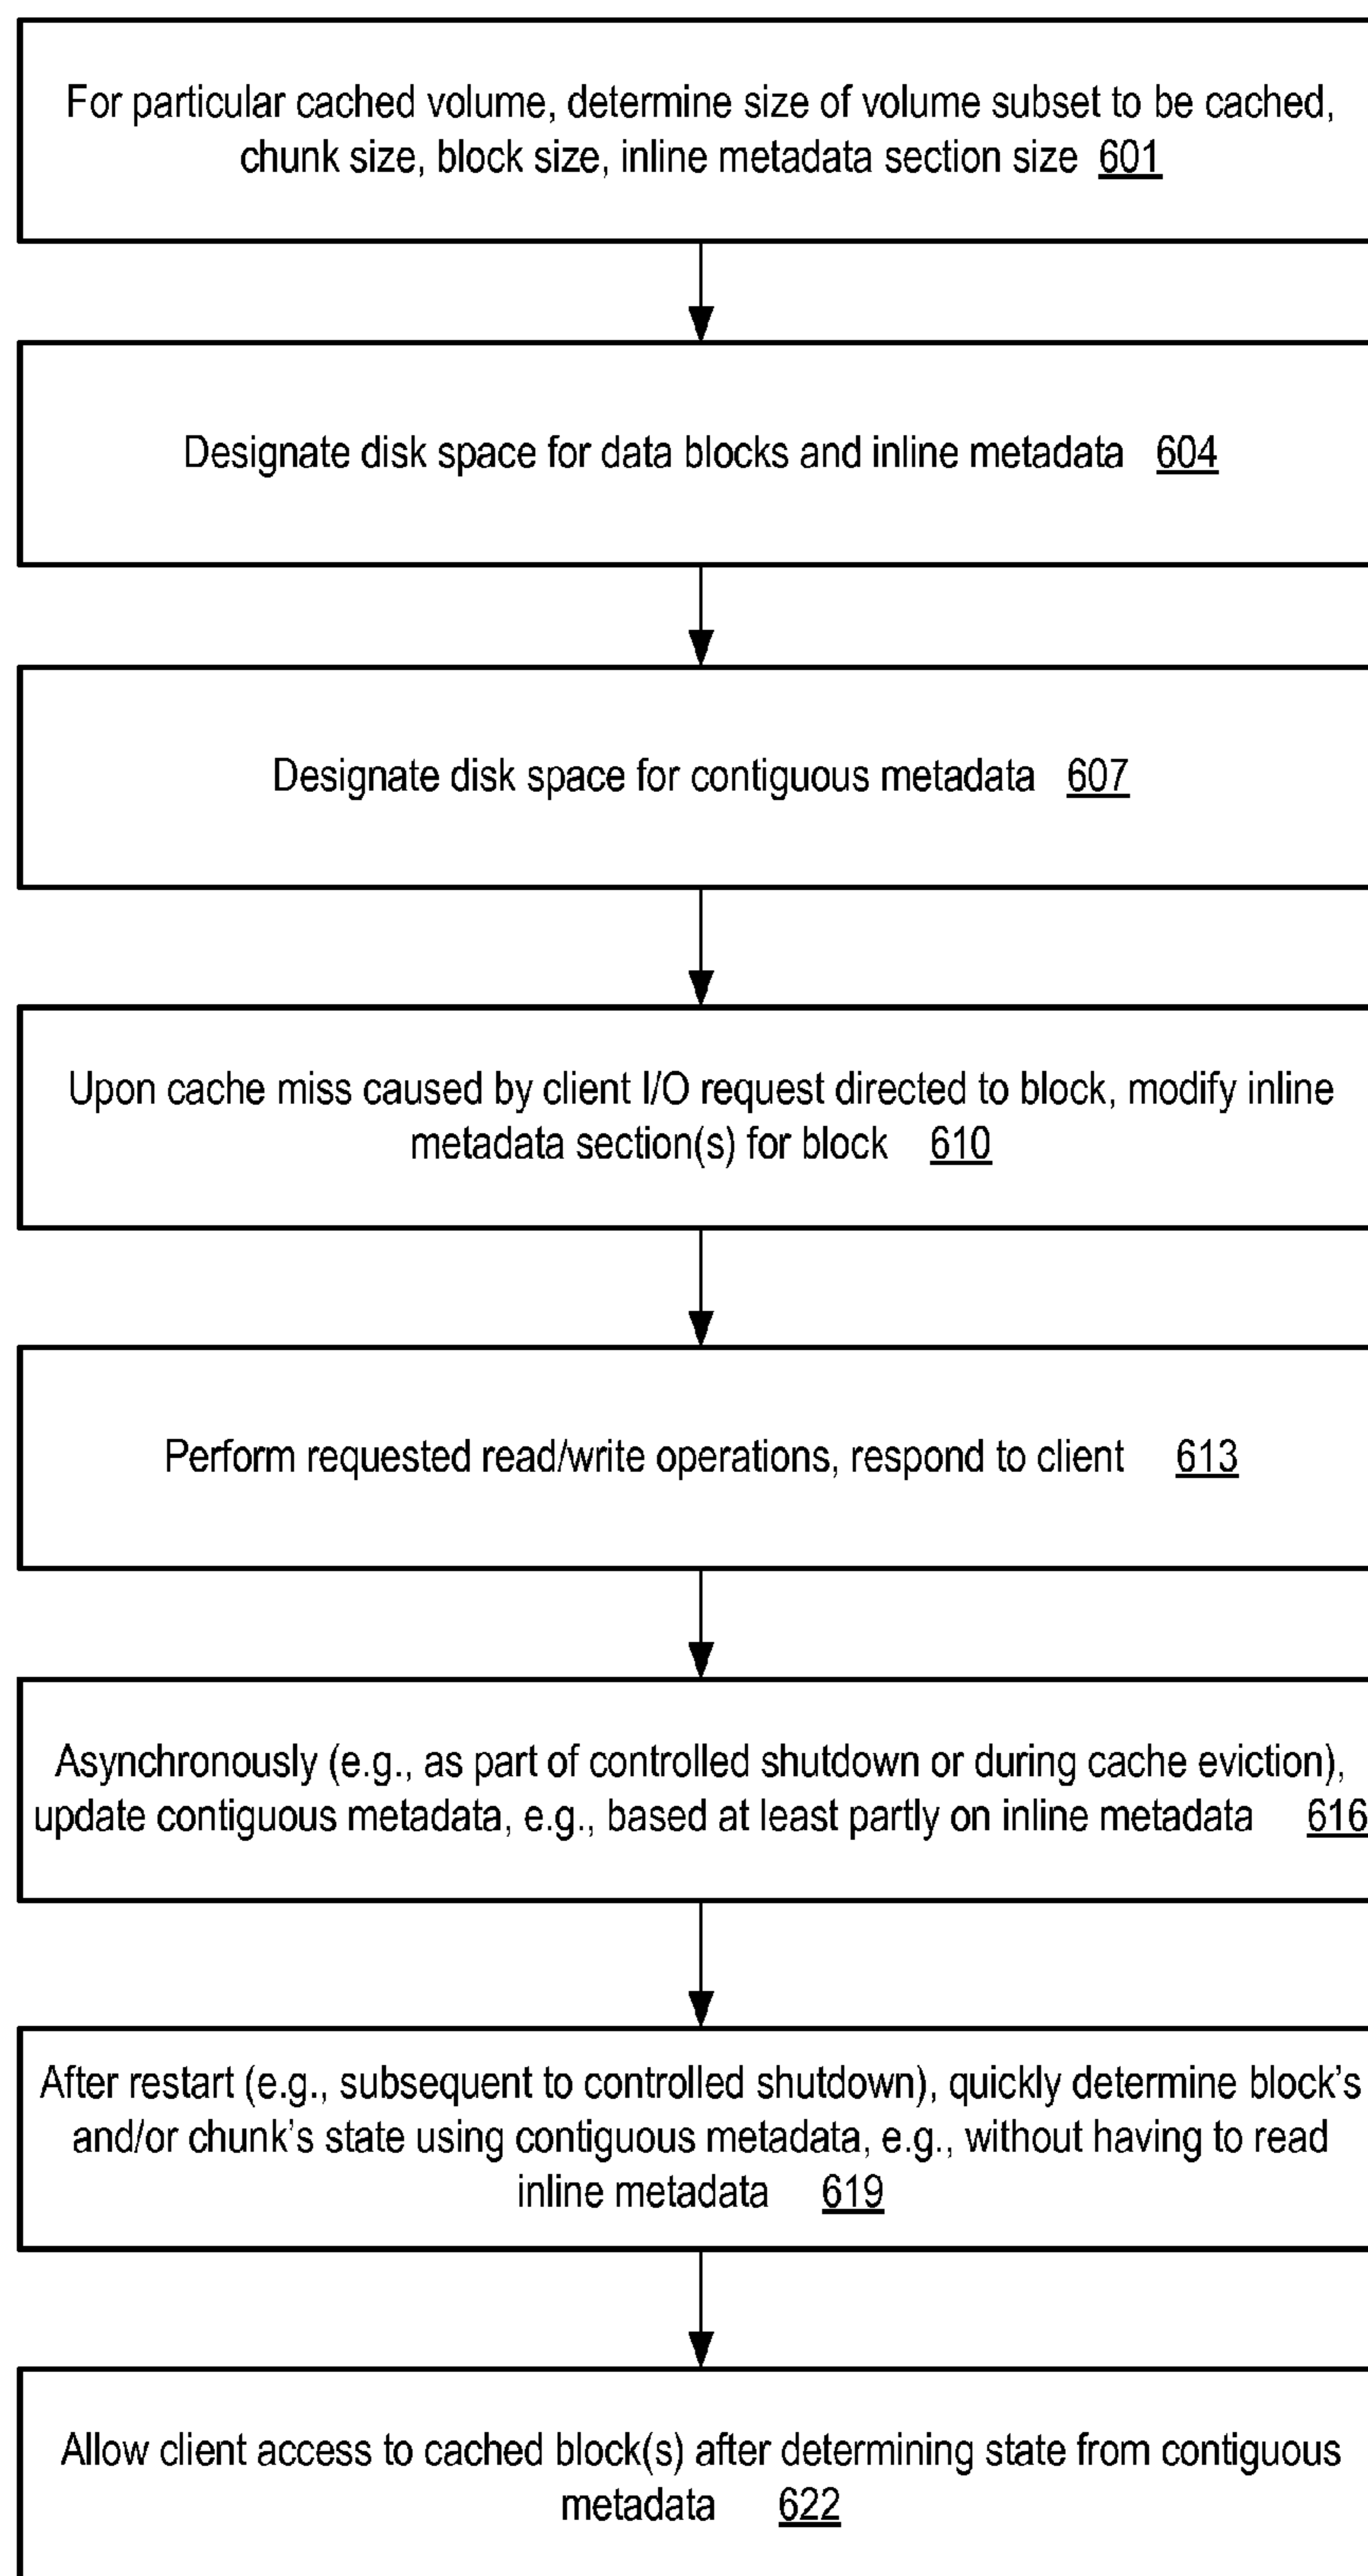 For particular cached volume, determine size of volume subset to be cached,
chunk size, block size, inline metadata section size 601
Designate disk space for data blocks and inline metadata 604
Designate disk space for contiguous metadata 607
Upon cache miss caused by client I/O request directed to block, modify inline
metadata section(s) for block 610
Perform requested read/write operations, respond to client 613
Asynchronously (e.g., as part of controlled shutdown or during cache eviction),
update contiguous metadata, e.g., based at least partly on inline metadata 616
After restart (e.g., subsequent to controlled shutdown), quickly determine block's
and/or chunk's state using contiguous metadata, e.g., without having to read
inline metadata 619
Allow client access to cached block(s) after determining state from contiguous
metadata 622